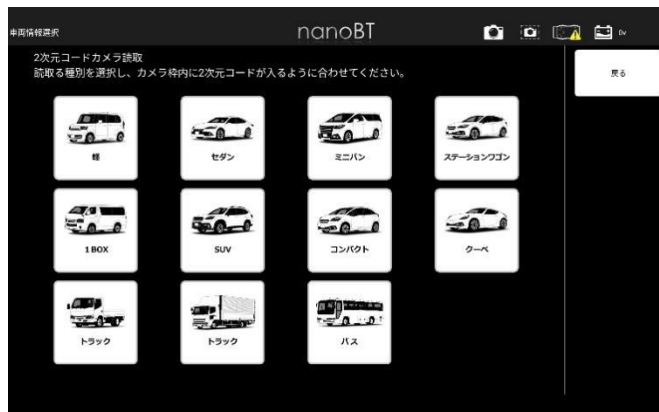 車両情報選択
nanoBT
0v
2次元コードカメラ読取
読取る種別を選択し、カメラ枠内に2次元コードが入るように合わせてください。
戻る
軽
セダン
ミニバン
ステーションワゴン
1BOX
SUV
コンパクト
クーペ
トラック
トラック
バス